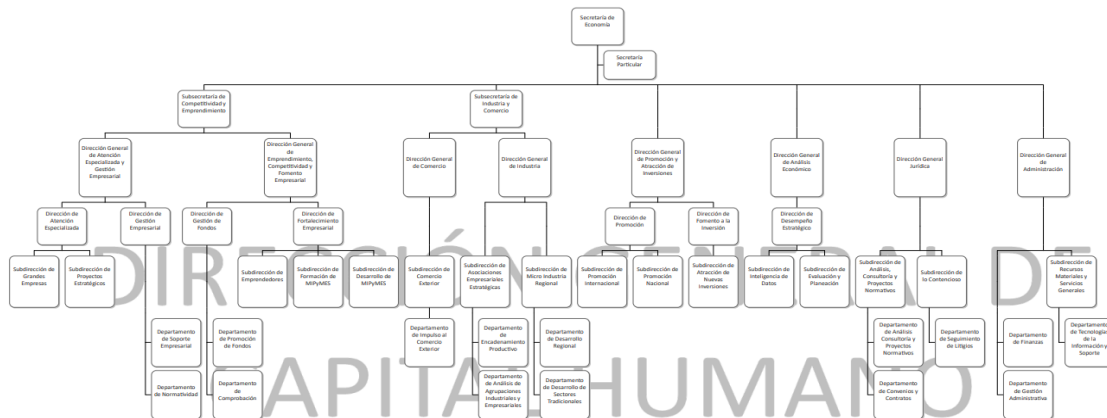 Secretaría de
Economía
Secretaría
Particular
Subsecretaría de
Competitividad y
Emprendimiento
Subsecretaría de
Industria y
Comercio
Dirección General
de Atención
Especializada y
Gestión
Empresarial
Dirección General
de
Emprendimiento,
Competitividad y
Fomento
Empresarial
Dirección General
de Comercio
Dirección General
de Industria
Dirección General
de Promoción y
Atracción de
Inversiones
Dirección General
de Análisis
Económico
Dirección General
Jurídica
Dirección General
de
Administración
Dirección de
Atención
Especializada
Dirección de
Gestión
Empresarial
Dirección de
Gestión de
Fondos
Dirección de
Fortalecimiento
Empresarial
Dirección de
Promoción
Dirección de
Fomento a la
Inversión
Dirección de
Desempeño
Estratégico
DIRECCIÓN GENERAL DE
Subdirección de
Grandes
Empresas
Subdirección de
Proyectos
Estratégicos
Subdirección de
Emprendedores
Subdirección de
Formación de
MIPyMES
Subdirección de
Desarrollo de
MIPyMES
Subdirección de
Comercio
Exterior
Subdirección de
Asociaciones
Empresariales
Estratégicas
Subdirección de
Micro Industria
Regional
Subdirección de
Promoción
Internacional
Subdirección de
Promoción
Nacional
Subdirección de
Atracción de
Nuevas
Inversiones
Subdirección de
Inteligencia de
Datos
Subdirección de
Evaluación y
Planeación
Subdirección de
Análisis,
Consultoría y
Proyectos
Normativos
Subdirección de
lo Contencioso
Subdirección de
Recursos
Materiales y
Servicios
Generales
Departamento
de Soporte
Empresarial
Departamento
de Promoción
de Fondos
Departamento
de Impulso al
Comercio
Exterior
Departamento
de
Encadenamiento
Productivo
Departamento
de Desarrollo
Regional
Departamento
de Análisis
Consultoría y
Proyectos
Normativos
Departamento
de Seguimiento
de Litigios
Departamento
de Finanzas
Departamento
de Tecnologías
de la
Información y
Soporte
CAPITAL HUMANO
Departamento
de Normatividad
Departamento
de
Comprobación
Departamento
de Análisis de
Agrupaciones
Industriales y
Empresariales
Departamento
de Desarrollo de
Sectores
Tradicionales
Departamento
de Convenios y
Contratos
Departamento
de Gestión
Administrativa